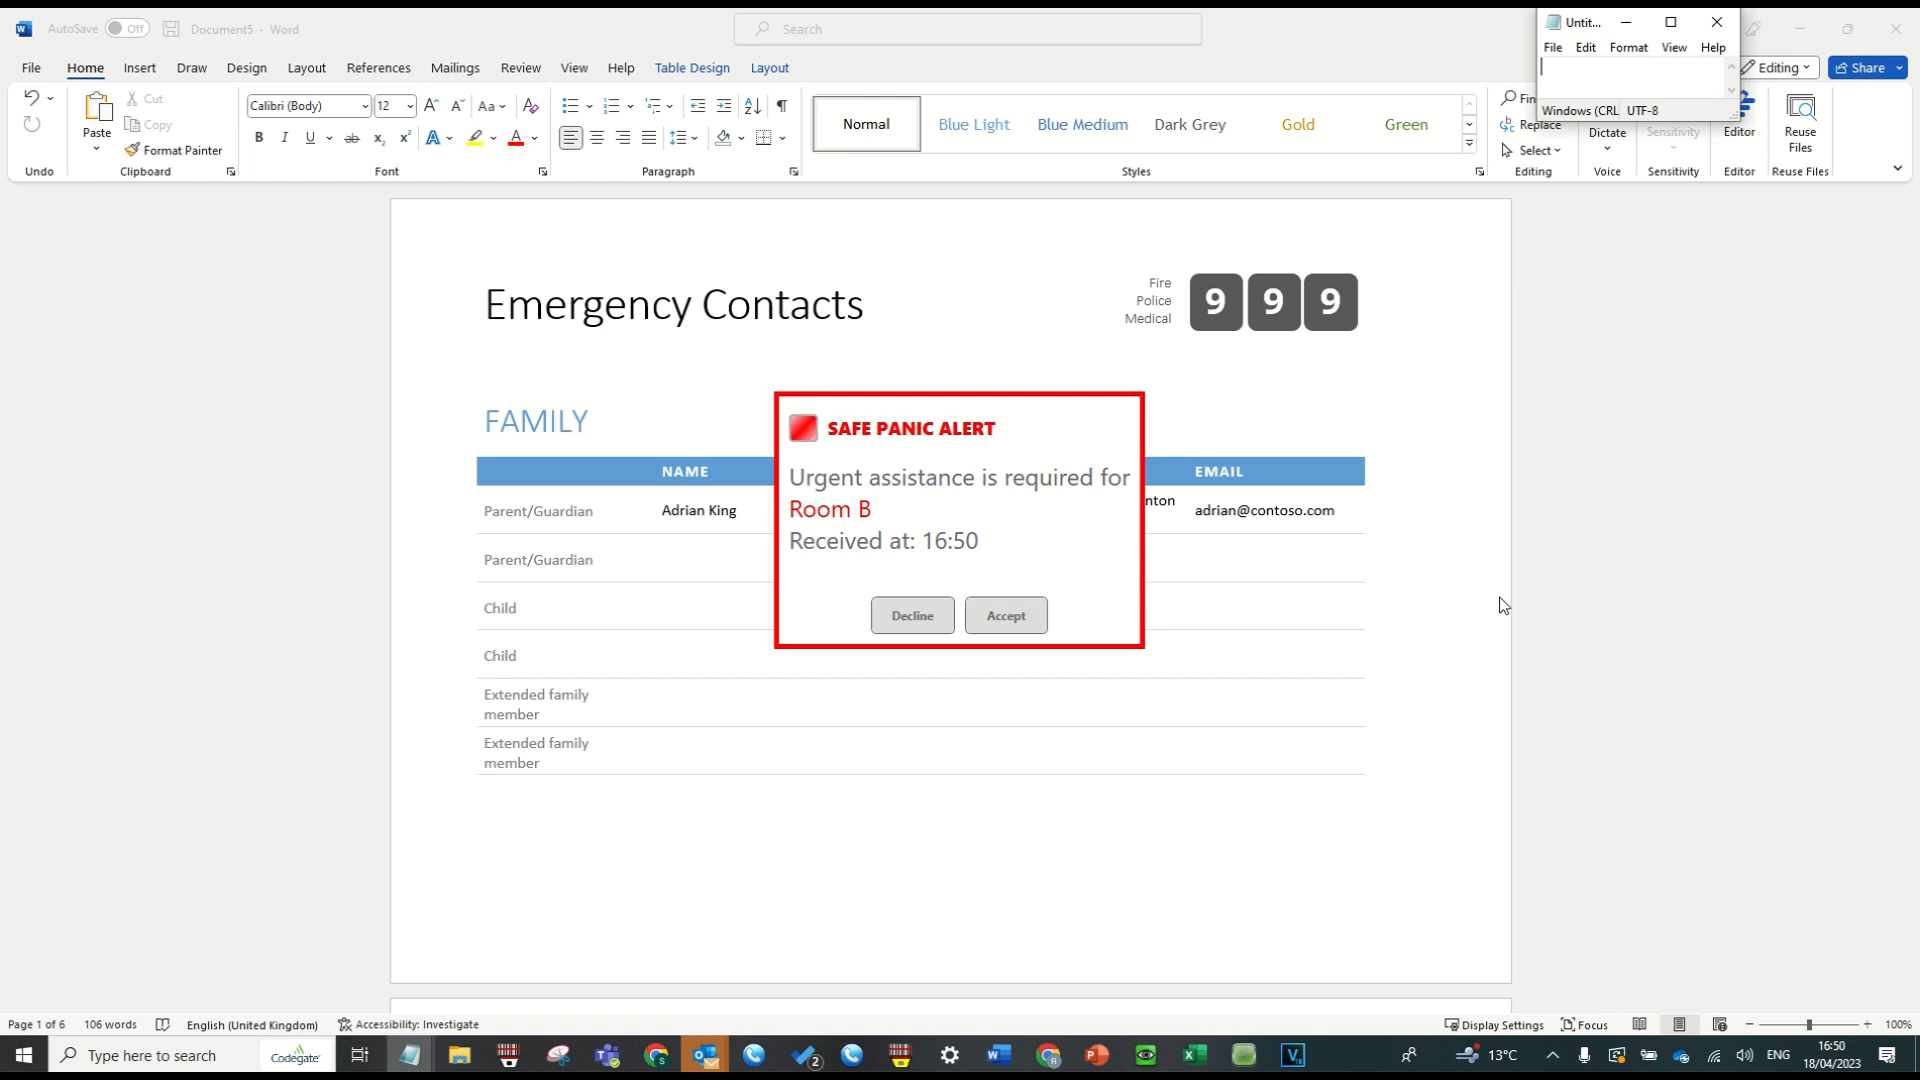 AutoSave Off Document5 - Word Search Untit...
File Edit Format View Help
File Home Insert Draw Design Layout References Mailings Review View Help Table Design Layout Editing Share
Calibri (Body) 12
Paste Cut Copy Format Painter
Normal Blue Light Blue Medium Dark Grey Gold Green
Replace Select
Windows (CRL UTF-8
Dictate Sensitivity Editor Reuse Files
Undo Clipboard Font Paragraph Styles Editing Voice Sensitivity Editor Reuse Files
Emergency Contacts
Fire
Police
Medical
9 9 9
FAMILY
NAME EMAIL
Parent/Guardian Adrian King nton adrian@contoso.com
Parent/Guardian
Child
Child
Extended family
member
Extended family
member
SAFE PANIC ALERT
Urgent assistance is required for
Room B
Received at: 16:50
Decline Accept
Page 1 of 6 106 words English (United Kingdom) Accessibility: Investigate Display Settings Focus 100%
Type here to search Codegate 2 13°C ENG 16:50
18/04/2023